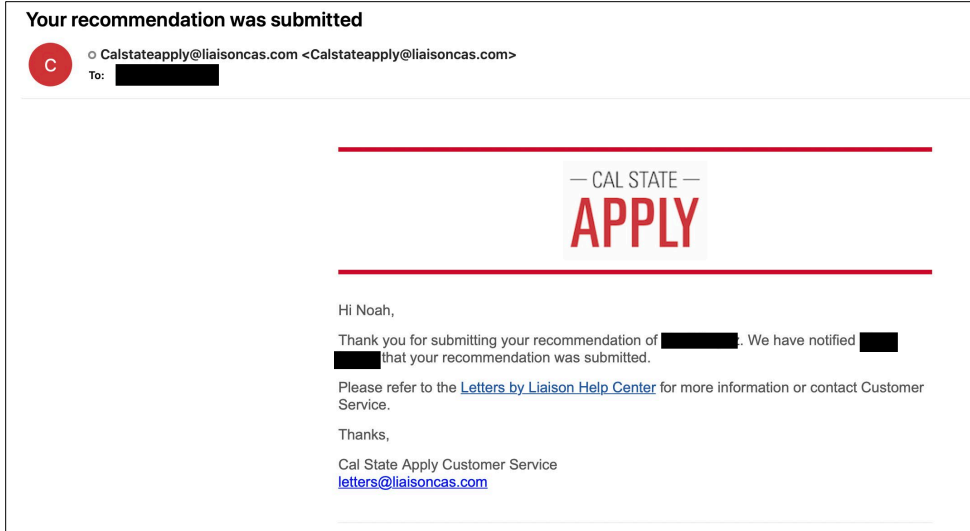 Your recommendation was submitted
C
Calstateapply@liaisoncas.com <Calstateapply@liaisoncas.com>
To:
— CAL STATE —
APPLY
Hi Noah,
Thank you for submitting your recommendation of . We have notified
that your recommendation was submitted.
Please refer to the Letters by Liaison Help Center for more information or contact Customer
Service.
Thanks,
Cal State Apply Customer Service
letters@liaisoncas.com